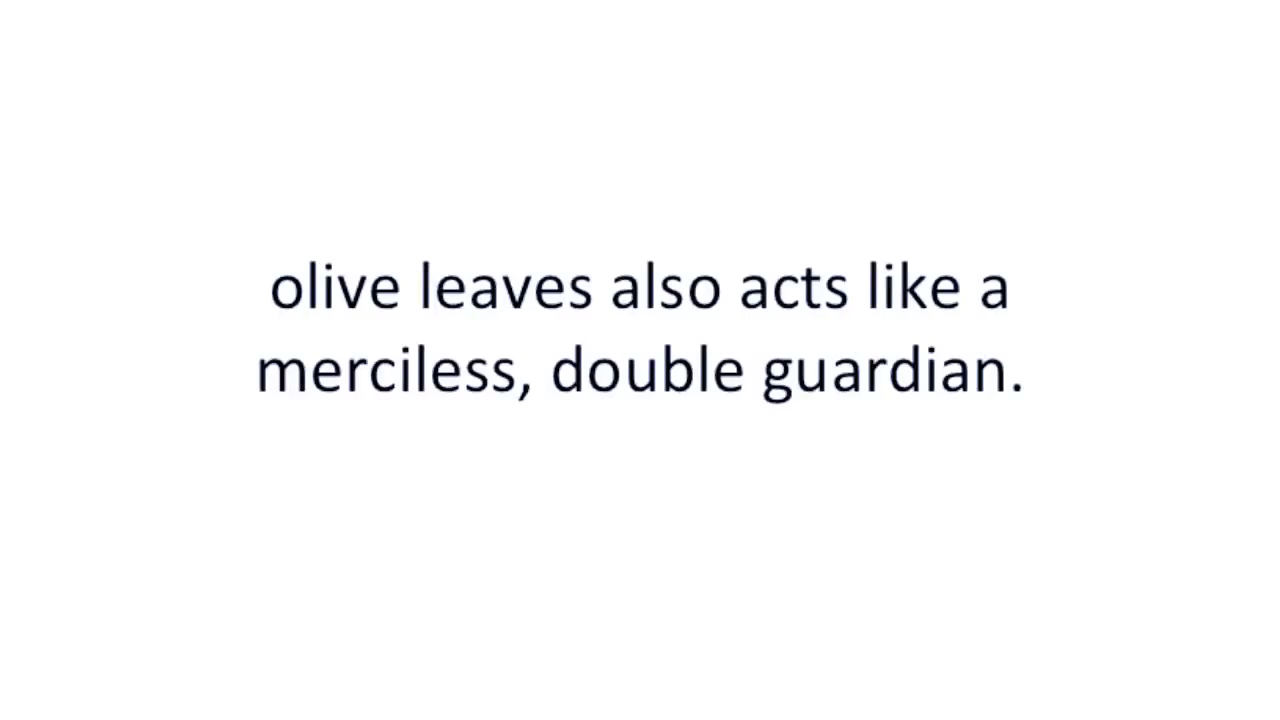 olive leaves also acts like a
merciless, double guardian.